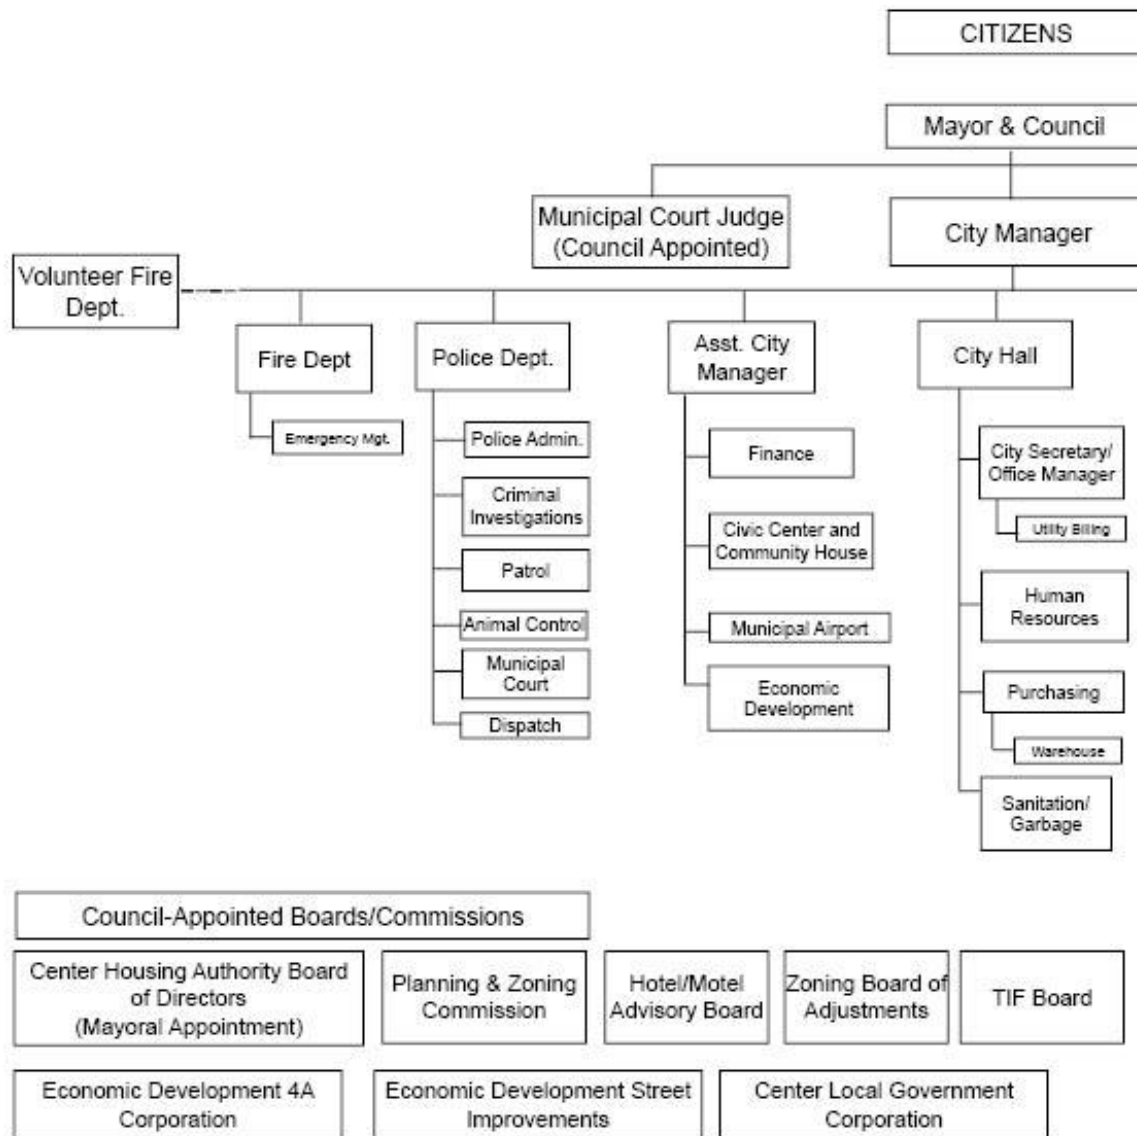 CITIZENS
Mayor & Council
Municipal Court Judge
(Council Appointed)
City Manager
Volunteer Fire
Dept.
Fire Dept
Police Dept.
Asst. City
Manager
City Hall
Emergency Mgt.
Police Admin.
Criminal
Investigations
Patrol
Animal Control
Municipal
Court
Dispatch
Finance
Civic Center and
Community House
Municipal Airport
Economic
Development
City Secretary/
Office Manager
Utility Billing
Human
Resources
Purchasing
Warehouse
Sanitation/
Garbage
Council-Appointed Boards/Commissions
Center Housing Authority Board
of Directors
(Mayoral Appointment)
Planning & Zoning
Commission
Hotel/Motel
Advisory Board
Zoning Board of
Adjustments
TIF Board
Economic Development 4A
Corporation
Economic Development Street
Improvements
Center Local Government
Corporation